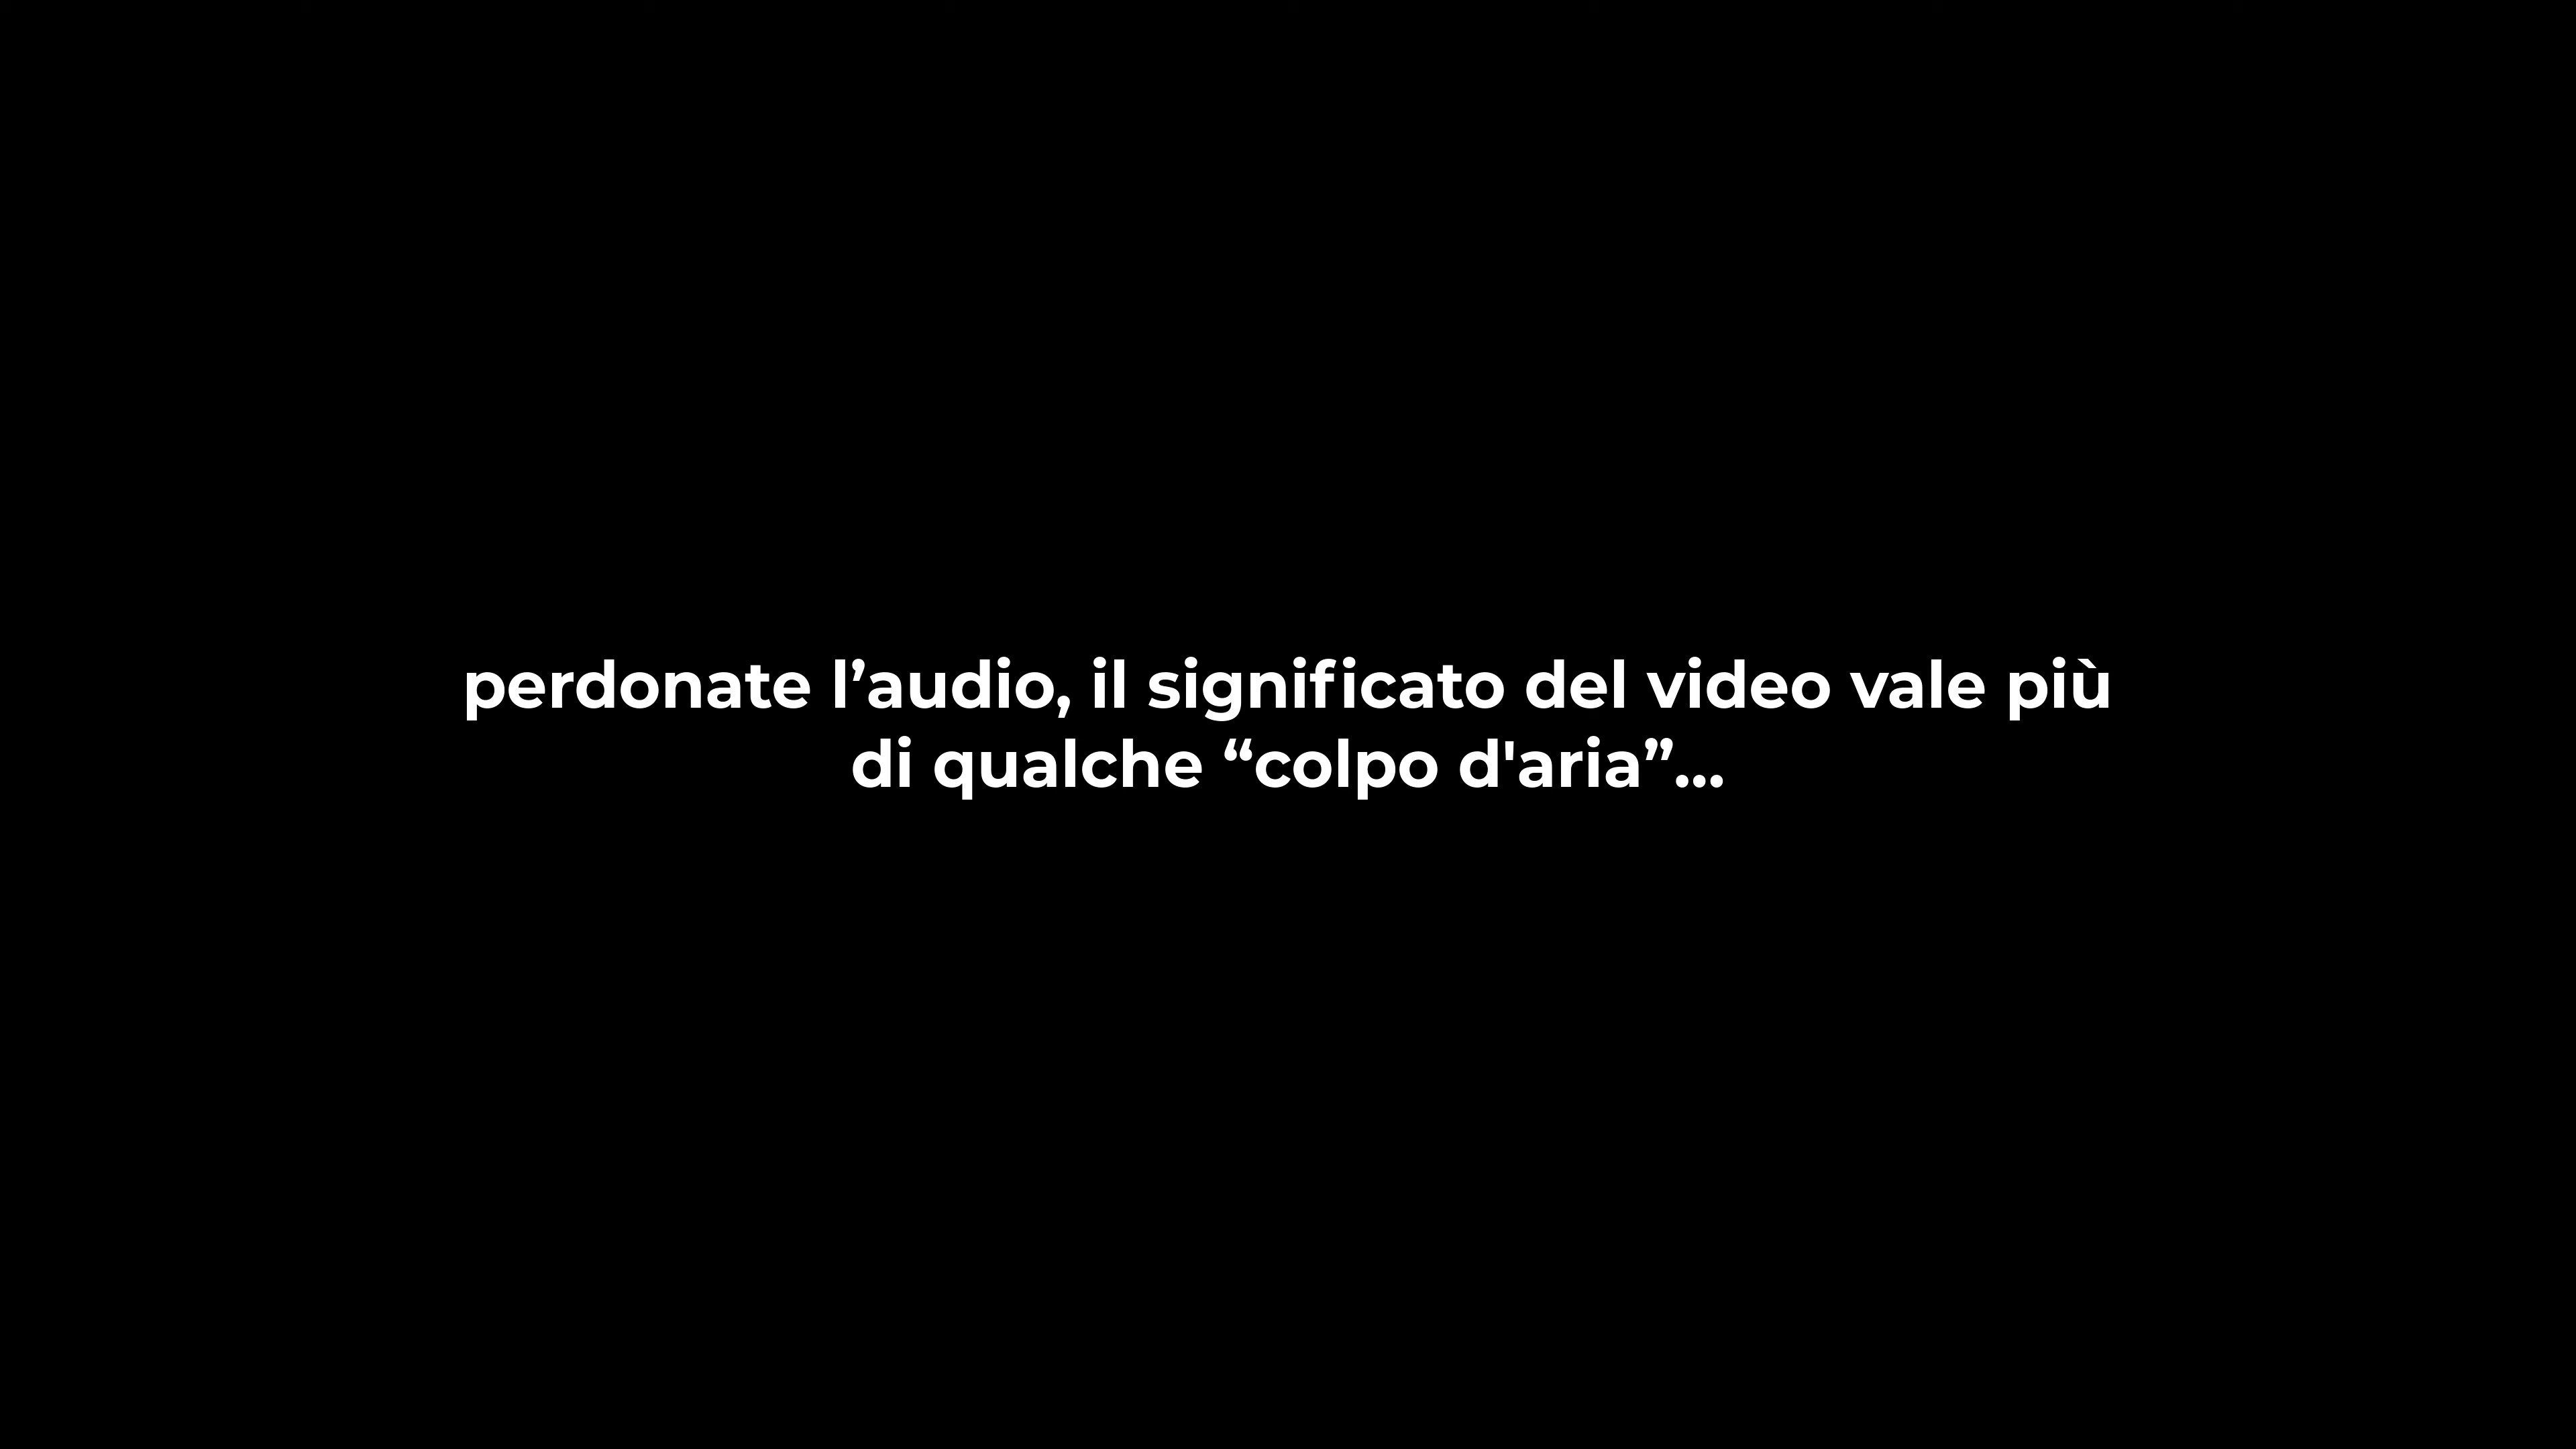 perdonate l’audio, il significato del video vale più
di qualche “colpo d'aria”...